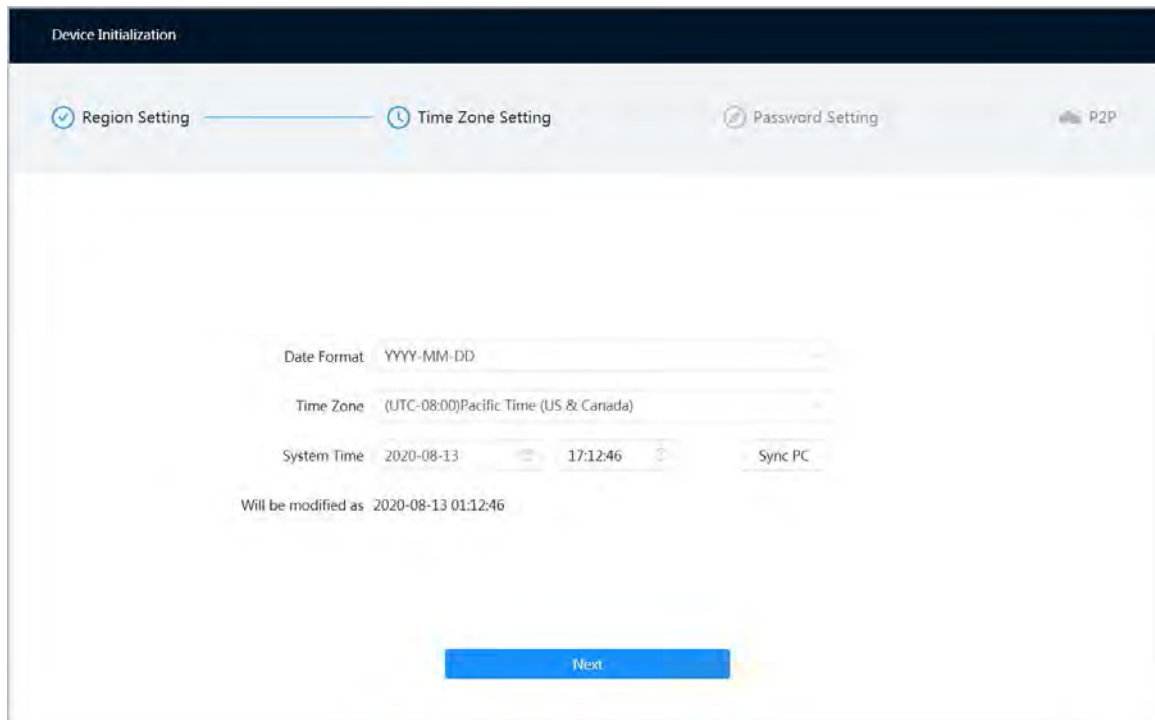 Device Initialization
Region Setting Time Zone Setting Password Setting P2P
Date Format YYYY-MM-DD
Time Zone (UTC-08:00)Pacific Time (US & Canada)
System Time 2020-08-13 17:12:46 Sync PC
Will be modified as 2020-08-13 01:12:46
Next